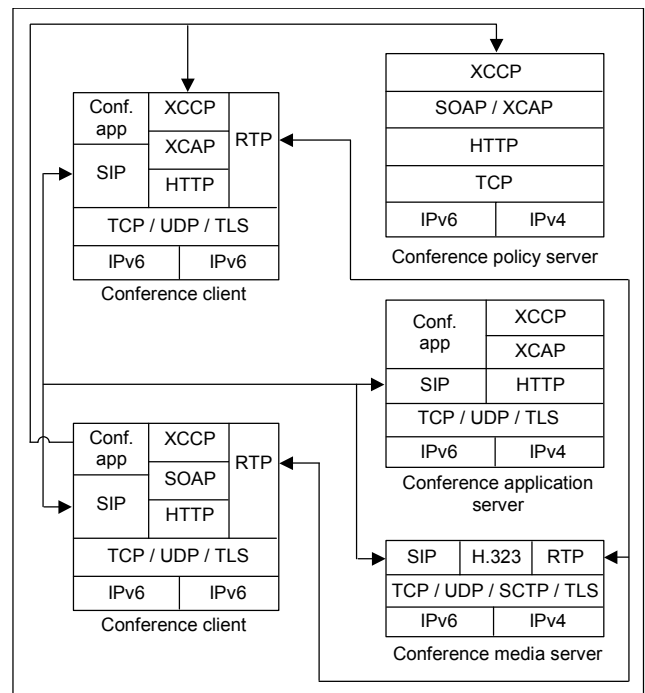 Conf.
app
XCCP
RTP
XCAP
SIP
HTTP
TCP / UDP / TLS
IPv6
IPv6
Conference client
XCCP
SOAP / XCAP
HTTP
TCP
IPv6
IPv4
Conference policy server
Conf.
app
XCCP
XCAP
SIP
HTTP
TCP / UDP / TLS
IPv6
IPv4
Conference application
server
Conf.
app
XCCP
RTP
SOAP
SIP
HTTP
TCP / UDP / TLS
IPv6
IPv6
Conference client
SIP
H.323
RTP
TCP / UDP / SCTP / TLS
IPv6
IPv4
Conference media server